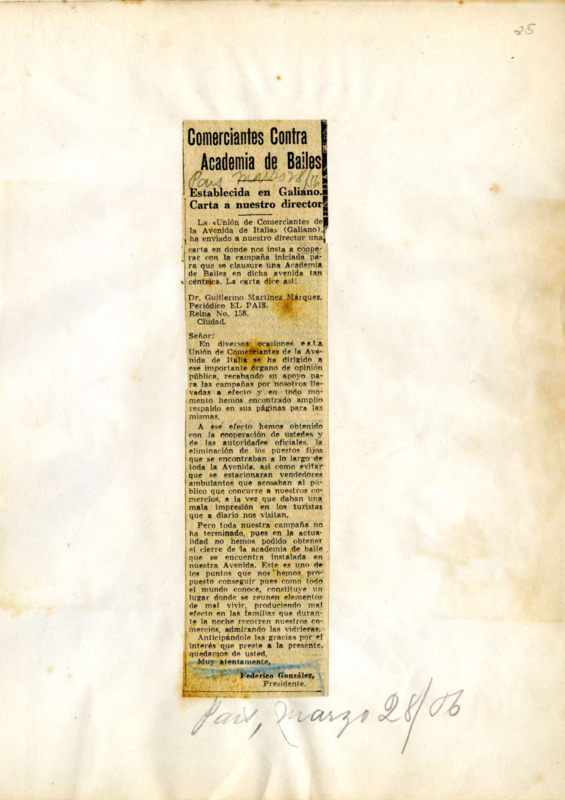 25
Comerciantes Contra
Academia de Bailes
País marzo 28/56
Establecida en Galiano.
Carta a nuestro director
La «Unión de Comerciantes de
la Avenida de Italia» (Galiano),
ha enviado a nuestro director una
carta en donde nos insta a coope-
rar con la campaña iniciada pa-
ra que se clausure una Academia
de Bailes en dicha avenida tan
céntrica. La carta dice así:
Dr. Guillermo Martínez Márquez.
Periódico EL PAIS.
Reina No. 158.
Ciudad.
Señor:
En diversas ocasiones esta
Unión de Comerciantes de la Ave-
nida de Italia se ha dirigido a
ese importante órgano de opinión
pública, recabando su apoyo pa-
ra las campañas por nosotros lle-
vadas a efecto y en todo mo-
mento hemos encontrado amplio
respaldo en sus páginas para las
mismas.
A ese efecto hemos obtenido
con la cooperación de ustedes y
de las autoridades oficiales, la
eliminación de los puestos fijos
que se encontraban a lo largo de
toda la Avenida, así como evitar
que se estacionaran vendedores
ambulantes que acosaban al pú-
blico que concurre a nuestros co-
mercios, a la vez que daban una
mala impresión en los turistas
que a diario nos visitan.
Pero toda nuestra campaña no
ha terminado, pues en la actua-
lidad no hemos podido obtener
el cierre de la academia de baile
que se encuentra instalada en
nuestra Avenida. Este es uno de
los puntos que nos hemos pro-
puesto conseguir pues como todo
el mundo conoce, constituye un
lugar donde se reunen elementos
de mal vivir, produciendo mal
efecto en las familias que duran-
te la noche recorren nuestros co-
mercios, admirando las vidrieras.
Anticipándole las gracias por el
interés que preste a la presente,
quedamos de usted.
Muy atentamente,
Federico González,
Presidente.
País, marzo 28/56